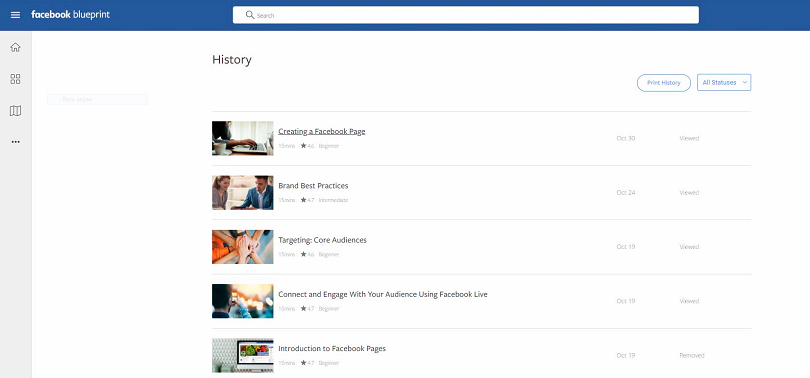 facebook blueprint
Search
History
Print History
All Statuses
Creating a Facebook Page
15mins 4.6 Beginner
Oct 30
Viewed
Brand Best Practices
15mins 4.7 Intermediate
Oct 24
Viewed
Targeting: Core Audiences
15mins 4.6 Beginner
Oct 19
Viewed
Connect and Engage With Your Audience Using Facebook Live
15mins 4.7 Beginner
Oct 19
Viewed
Introduction to Facebook Pages
15mins 4.7 Beginner
Oct 19
Removed